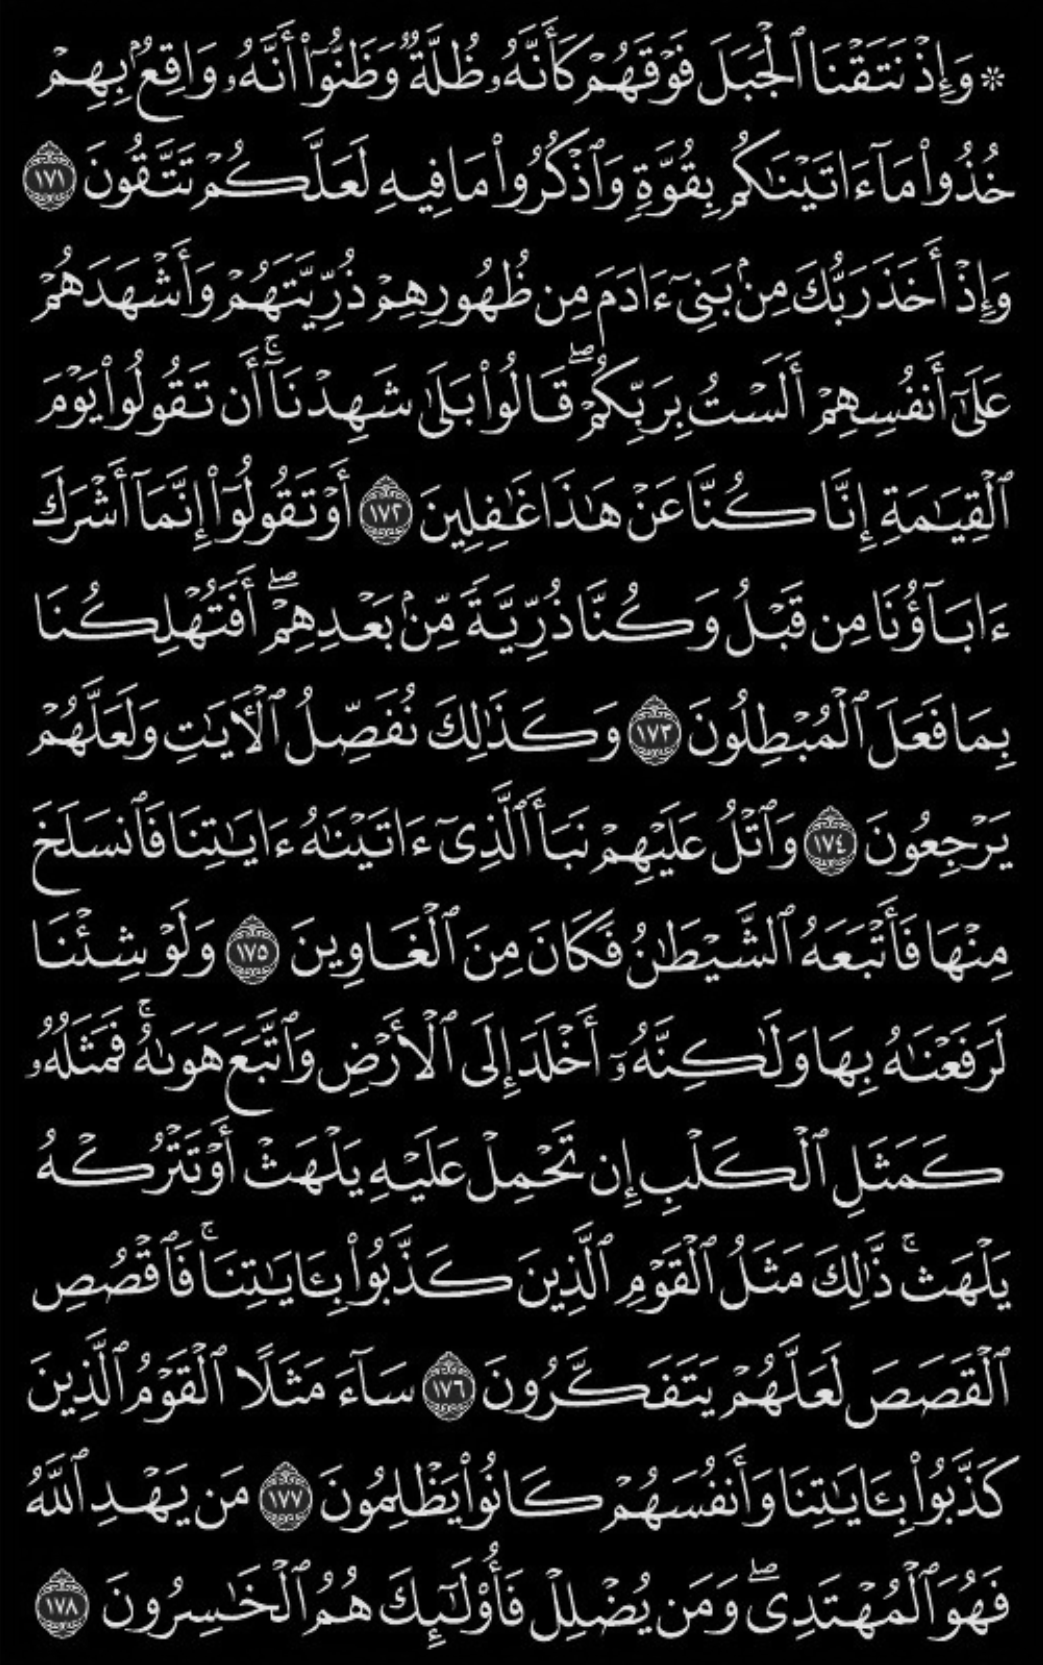 ۞ وَإِذْ نَتَقْنَا ٱلْجَبَلَ فَوْقَهُمْ كَأَنَّهُۥ ظُلَّةٌ وَظَنُّوٓا۟ أَنَّهُۥ وَاقِعٌۢ بِهِمْ
خُذُوا۟ مَآ ءَاتَيْنَٰكُم بِقُوَّةٍ وَٱذْكُرُوا۟ مَا فِيهِ لَعَلَّكُمْ تَتَّقُونَ ١٧١
وَإِذْ أَخَذَ رَبُّكَ مِنۢ بَنِىٓ ءَادَمَ مِن ظُهُورِهِمْ ذُرِّيَّتَهُمْ وَأَشْهَدَهُمْ
عَلَىٰٓ أَنفُسِهِمْ أَلَسْتُ بِرَبِّكُمْ ۖ قَالُوا۟ بَلَىٰ شَهِدْنَآ ۚ أَن تَقُولُوا۟ يَوْمَ
ٱلْقِيَٰمَةِ إِنَّا كُنَّا عَنْ هَٰذَا غَٰفِلِينَ ١٧٢ أَوْ تَقُولُوٓا۟ إِنَّمَآ أَشْرَكَ
ءَابَآؤُنَا مِن قَبْلُ وَكُنَّا ذُرِّيَّةً مِّنۢ بَعْدِهِمْ ۖ أَفَتُهْلِكُنَا
بِمَا فَعَلَ ٱلْمُبْطِلُونَ ١٧٣ وَكَذَٰلِكَ نُفَصِّلُ ٱلْءَايَٰتِ وَلَعَلَّهُمْ
يَرْجِعُونَ ١٧٤ وَٱتْلُ عَلَيْهِمْ نَبَأَ ٱلَّذِىٓ ءَاتَيْنَٰهُ ءَايَٰتِنَا فَٱنسَلَخَ
مِنْهَا فَأَتْبَعَهُ ٱلشَّيْطَٰنُ فَكَانَ مِنَ ٱلْغَاوِينَ ١٧٥ وَلَوْ شِئْنَا
لَرَفَعْنَٰهُ بِهَا وَلَٰكِنَّهُۥٓ أَخْلَدَ إِلَى ٱلْأَرْضِ وَٱتَّبَعَ هَوَىٰهُ ۚ فَمَثَلُهُۥ
كَمَثَلِ ٱلْكَلْبِ إِن تَحْمِلْ عَلَيْهِ يَلْهَثْ أَوْ تَتْرُكْهُ
يَلْهَث ۚ ذَّٰلِكَ مَثَلُ ٱلْقَوْمِ ٱلَّذِينَ كَذَّبُوا۟ بِـَٔايَٰتِنَا ۚ فَٱقْصُصِ
ٱلْقَصَصَ لَعَلَّهُمْ يَتَفَكَّرُونَ ١٧٦ سَآءَ مَثَلًا ٱلْقَوْمُ ٱلَّذِينَ
كَذَّبُوا۟ بِـَٔايَٰتِنَا وَأَنفُسَهُمْ كَانُوا۟ يَظْلِمُونَ ١٧٧ مَن يَهْدِ ٱللَّهُ
فَهُوَ ٱلْمُهْتَدِى ۖ وَمَن يُضْلِلْ فَأُو۟لَٰٓئِكَ هُمُ ٱلْخَٰسِرُونَ ١٧٨